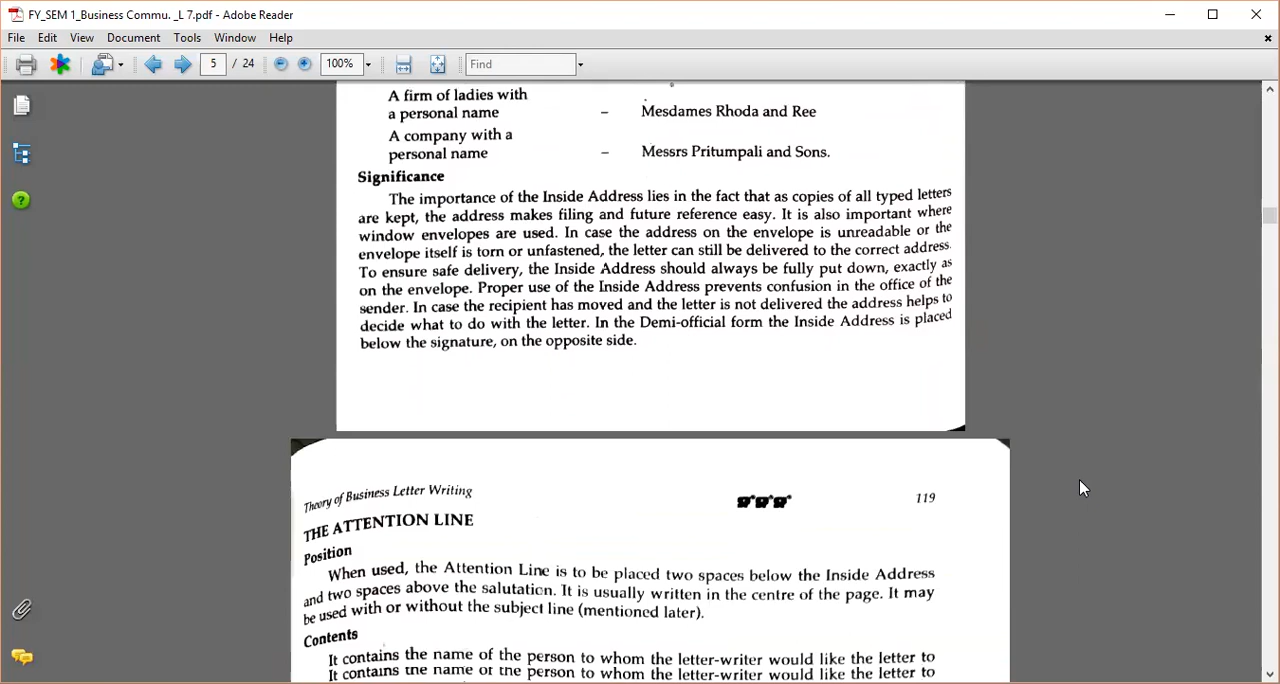 FY_SEM 1_Business Commu. _L 7.pdf - Adobe Reader
File Edit View Document Tools Window Help
5 / 24 100% Find
A firm of ladies with
a personal name – Mesdames Rhoda and Ree
A company with a
personal name – Messrs Pritumpali and Sons.
Significance
The importance of the Inside Address lies in the fact that as copies of all typed letters
are kept, the address makes filing and future reference easy. It is also important where
window envelopes are used. In case the address on the envelope is unreadable or the
envelope itself is torn or unfastened, the letter can still be delivered to the correct address.
To ensure safe delivery, the Inside Address should always be fully put down, exactly as
on the envelope. Proper use of the Inside Address prevents confusion in the office of the
sender. In case the recipient has moved and the letter is not delivered the address helps to
decide what to do with the letter. In the Demi-official form the Inside Address is placed
below the signature, on the opposite side.
Theory of Business Letter Writing 119
THE ATTENTION LINE
Position
When used, the Attention Line is to be placed two spaces below the Inside Address
and two spaces above the salutation. It is usually written in the centre of the page. It may
be used with or without the subject line (mentioned later).
Contents
It contains the name of the person to whom the letter-writer would like the letter to
It contains the name of the person to whom the letter-writer would like the letter to